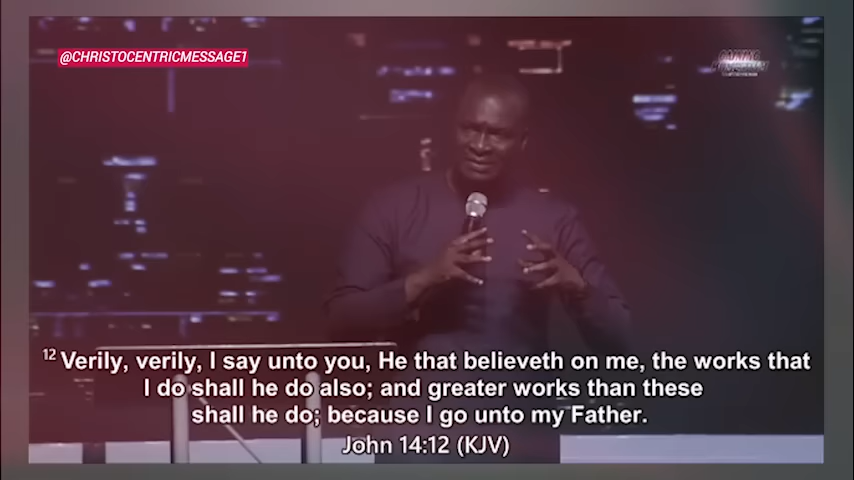 @CHRISTOCENTRICMESSAGE1
12 Verily, verily, I say unto you, He that believeth on me, the works that
I do shall he do also; and greater works than these
shall he do; because I go unto my Father.
John 14:12 (KJV)